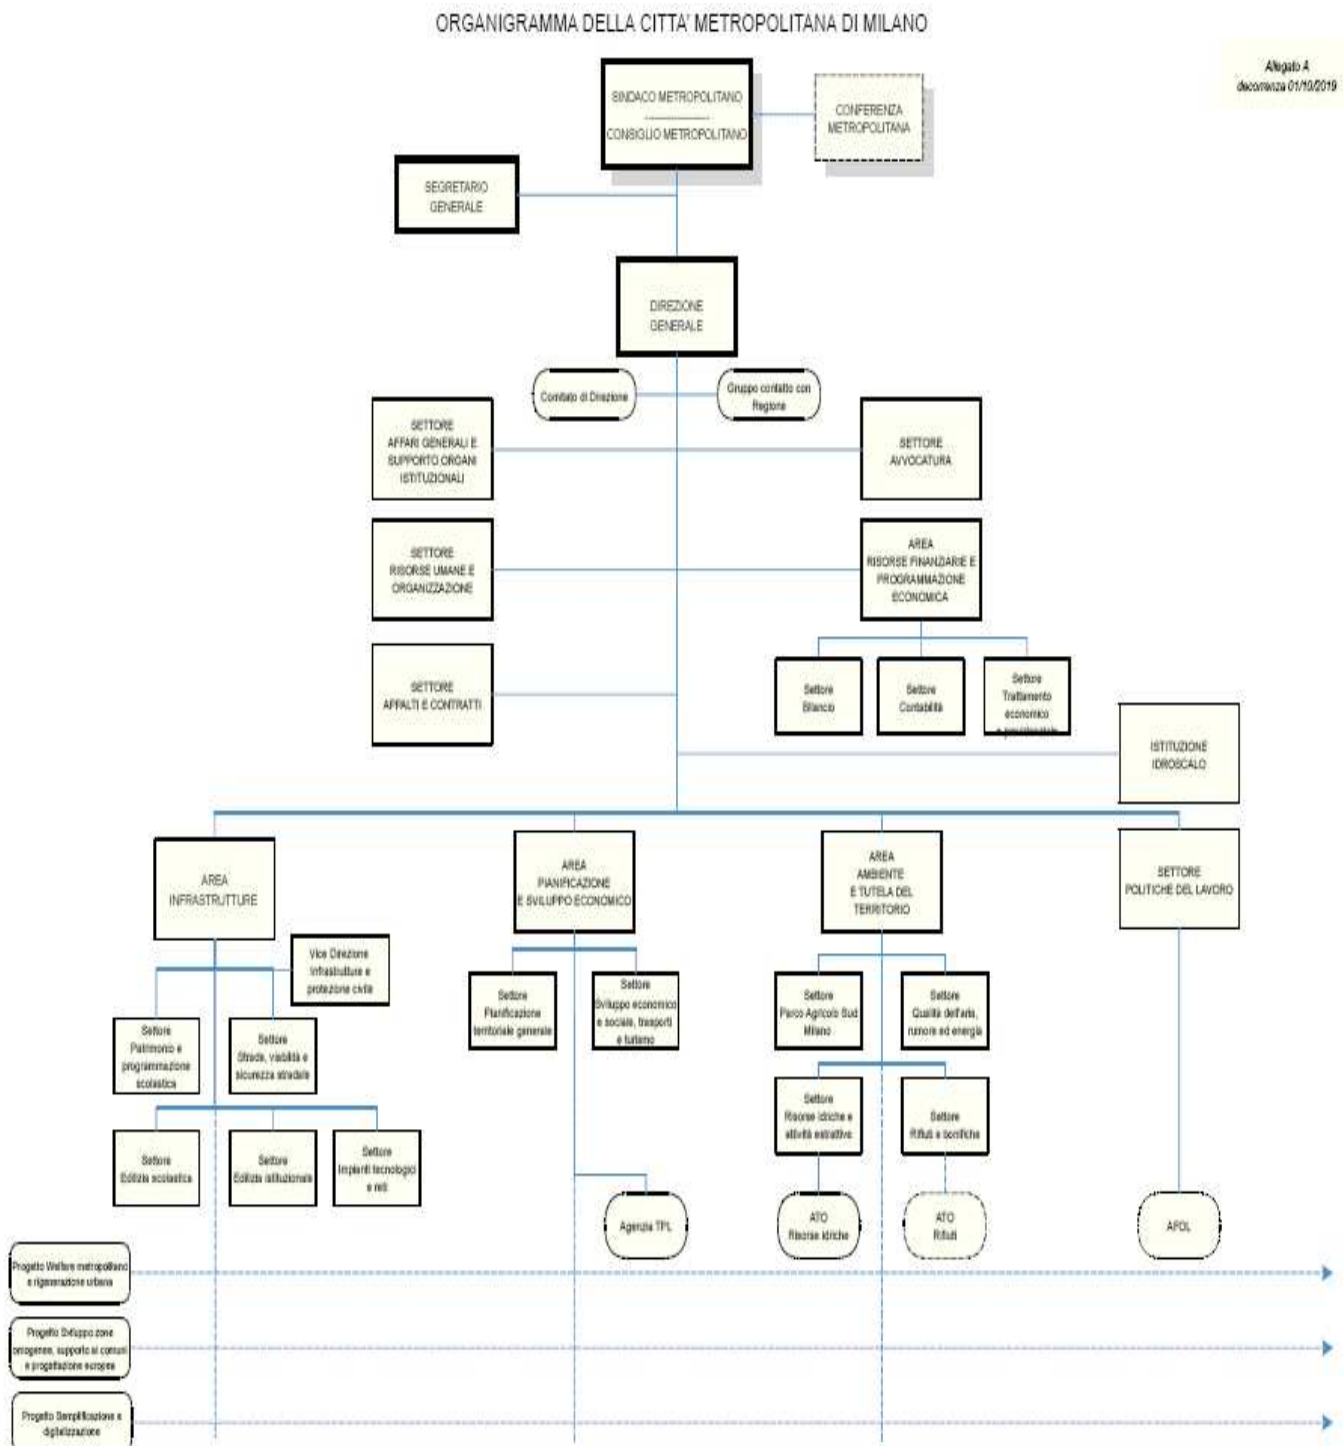 ORGANIGRAMMA DELLA CITTA' METROPOLITANA DI MILANO
Allegato A
decorrenza 01/10/2019
SINDACO METROPOLITANO
--------------------
CONSIGLIO METROPOLITANO
CONFERENZA
METROPOLITANA
SEGRETARIO
GENERALE
DIREZIONE
GENERALE
Comitato di Direzione
Gruppo contatto con
Regione
SETTORE
AFFARI GENERALI E
SUPPORTO ORGANI
ISTITUZIONALI
SETTORE
AVVOCATURA
SETTORE
RISORSE UMANE E
ORGANIZZAZIONE
AREA
RISORSE FINANZIARIE E
PROGRAMMAZIONE
ECONOMICA
SETTORE
APPALTI E CONTRATTI
Settore
Bilancio
Settore
Contabilità
Settore
Trattamento
economico
ISTITUZIONE
IDROSCALO
AREA
INFRASTRUTTURE
AREA
PIANIFICAZIONE
E SVILUPPO ECONOMICO
AREA
AMBIENTE
E TUTELA DEL
TERRITORIO
SETTORE
POLITICHE DEL LAVORO
Vice Direzione
Infrastrutture e
protezione civile
Settore
Patrimonio e
programmazione
scolastica
Settore
Strade, viabilità e
sicurezza stradale
Settore
Pianificazione
territoriale generale
Settore
Sviluppo economico
e sociale, trasporti
e turismo
Settore
Parco Agricolo Sud
Milano
Settore
Qualità dell'aria,
rumore ed energia
Settore
Edilizia scolastica
Settore
Edilizia istituzionale
Settore
Impianti tecnologici
e reti
Settore
Risorse idriche e
attività estrattive
Settore
Rifiuti e bonifiche
Agenzia TPL
ATO
Risorse idriche
ATO
Rifiuti
AFOL
Progetto Welfare metropolitano
e rigenerazione urbana
Progetto Sviluppo zone
omogenee, supporto ai comuni
e progettazione europea
Progetto Semplificazione e
digitalizzazione